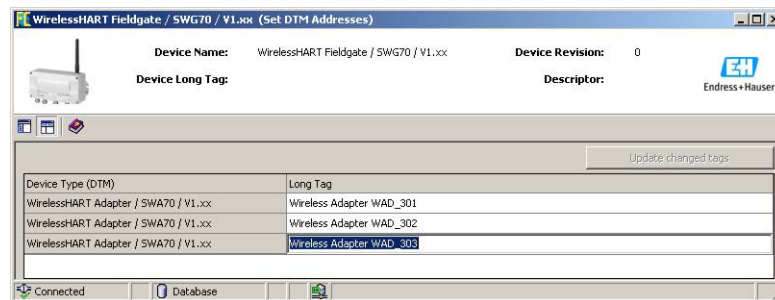 WirelessHART Fieldgate / SWG70 / V1.xx (Set DTM Addresses)
Device Name: WirelessHART Fieldgate / SWG70 / V1.xx Device Revision: 0
Device Long Tag: Descriptor:
EH
Endress+Hauser
Update changed tags
Device Type (DTM) Long Tag
WirelessHART Adapter / SWA70 / V1.xx Wireless Adapter WAD_301
WirelessHART Adapter / SWA70 / V1.xx Wireless Adapter WAD_302
WirelessHART Adapter / SWA70 / V1.xx Wireless Adapter WAD_303
Connected Database